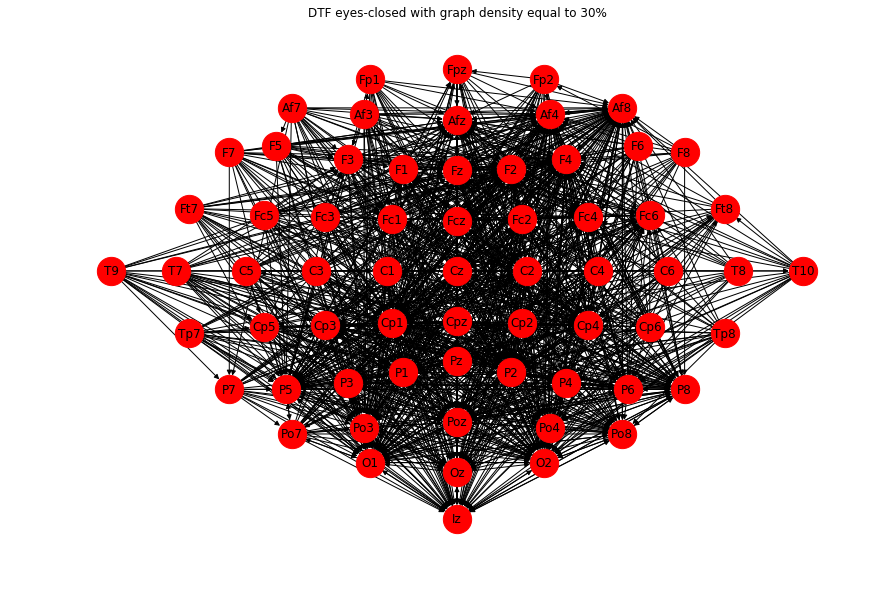 DTF eyes-closed with graph density equal to 30%
Fpz
Fp1 Fp2
Af7 Af8
Af3 Afz Af4
F5 F6
F7 F3 F4 F8
F1 Fz F2
Ft7 Ft8
Fc5 Fc3 Fc1 Fcz Fc2 Fc4 Fc6
T9 T7 C5 C3 C1 Cz C2 C4 C6 T8 T10
Tp7 Cp5 Cp3 Cp1 Cpz Cp2 Cp4 Cp6 Tp8
Pz
P1 P2
P7 P5 P3 P4 P6 P8
Po7 Po3 Poz Po4 Po8
O1 Oz O2
Iz